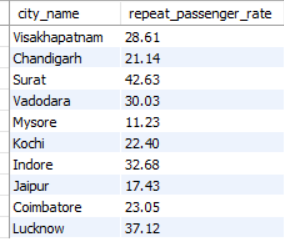 city_name repeat_passenger_rate
Visakhapatnam 28.61
Chandigarh 21.14
Surat 42.63
Vadodara 30.03
Mysore 11.23
Kochi 22.40
Indore 32.68
Jaipur 17.43
Coimbatore 23.05
Lucknow 37.12